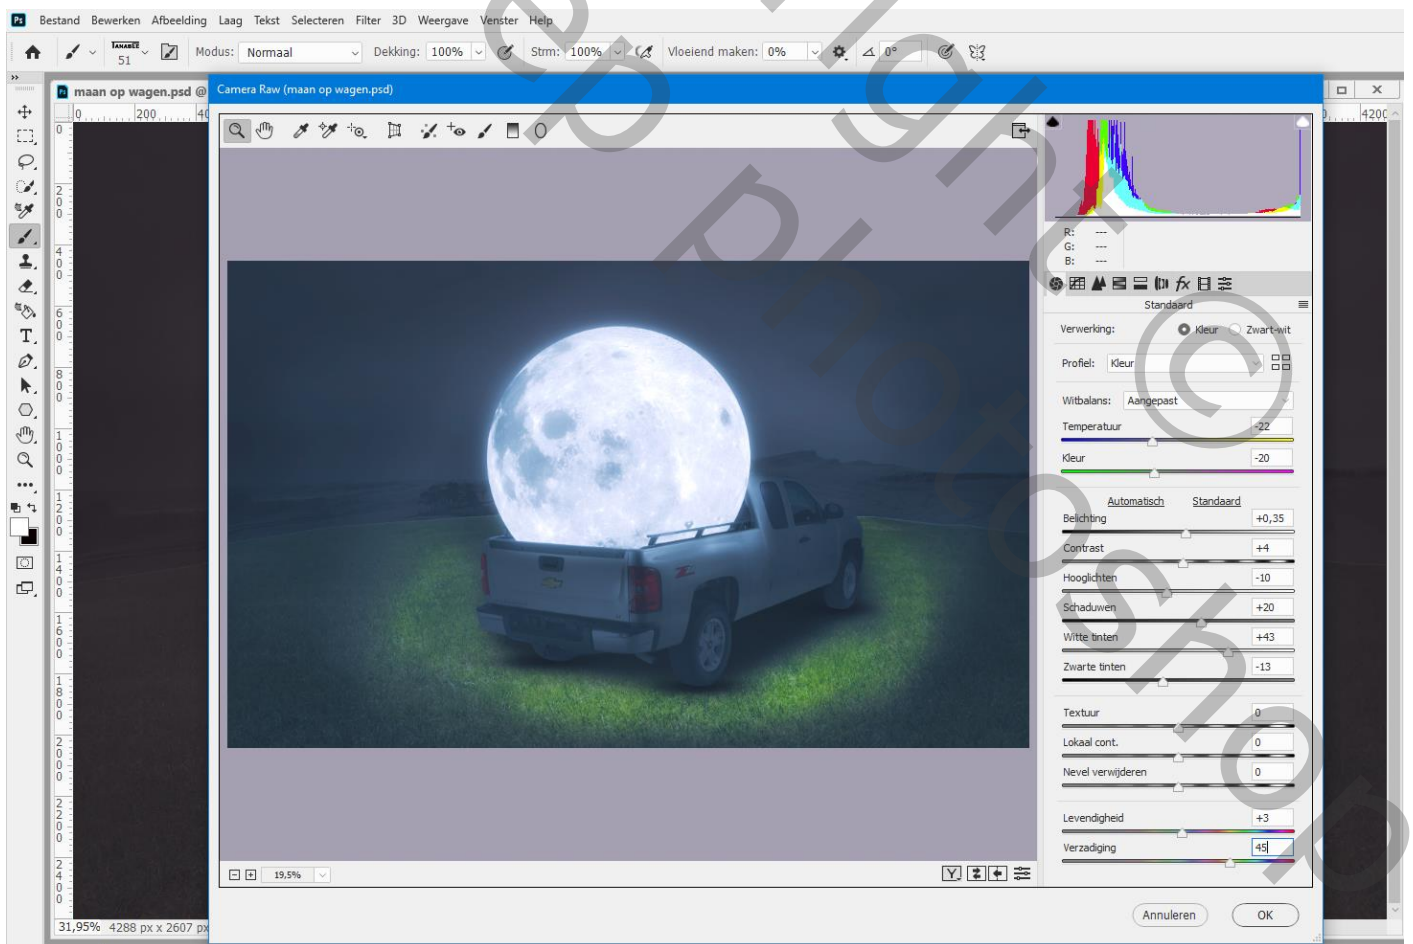 Ps Bestand Bewerken Afbeelding Laag Tekst Selecteren Filter 3D Weergave Venster Help
51 Modus: Normaal Dekking: 100% Strm: 100% Vloeiend maken: 0% 0°
maan op wagen.psd @
Camera Raw (maan op wagen.psd)
R: ---
G: ---
B: ---
Standaard
Verwerking: Kleur Zwart-wit
Profiel: Kleur
Witbalans: Aangepast
Temperatuur -22
Kleur -20
Automatisch Standaard
Belichting +0,35
Contrast +4
Hooglichten -10
Schaduwen +20
Witte tinten +43
Zwarte tinten -13
Textuur 0
Lokaal cont. 0
Nevel verwijderen 0
Levendigheid +3
Verzadiging 45
19,5%
Annuleren OK
31,95% 4288 px x 2607 px